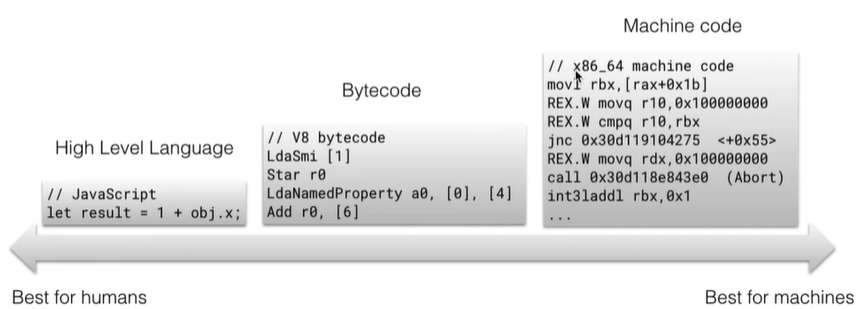 Machine code
// x86_64 machine code
movl rbx,[rax+0x1b]
REX.W movq r10,0x100000000
REX.W cmpq r10,rbx
jnc 0x30d119104275 <+0x55>
REX.W movq rdx,0x100000000
call 0x30d118e843e0 (Abort)
int3laddl rbx,0x1
...
Bytecode
// V8 bytecode
LdaSmi [1]
Star r0
LdaNamedProperty a0, [0], [4]
Add r0, [6]
High Level Language
// JavaScript
let result = 1 + obj.x;
Best for humans
Best for machines